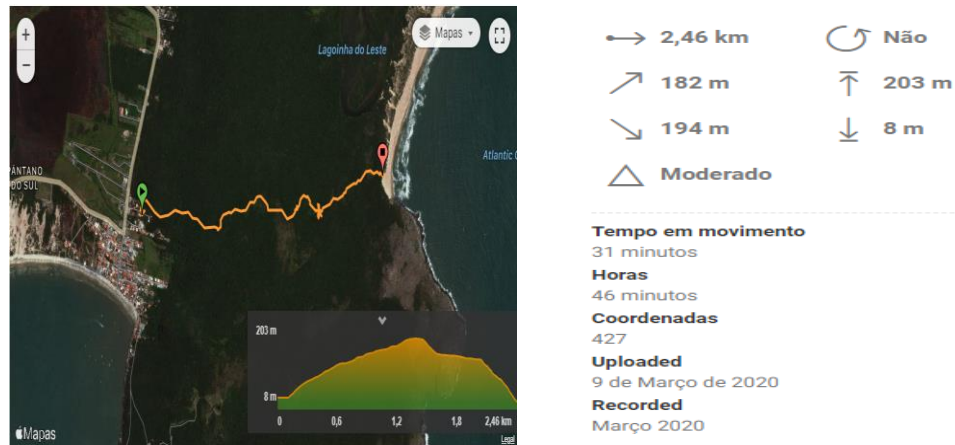 +
−
Mapas
Lagoinha do Leste
PÂNTANO
DO SUL
203 m
8 m
0 0,6 1,2 1,8 2,46 km
Mapas
Legal
2,46 km Não
182 m 203 m
194 m 8 m
Moderado
Tempo em movimento
31 minutos
Horas
46 minutos
Coordenadas
427
Uploaded
9 de Março de 2020
Recorded
Março 2020